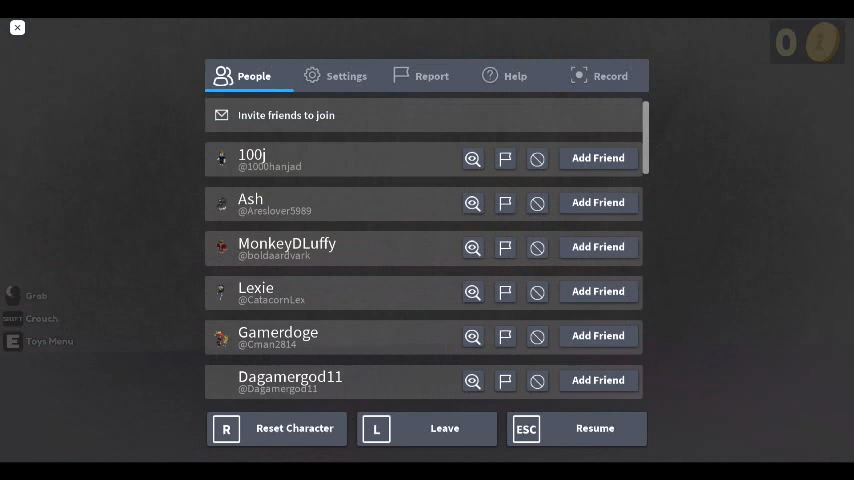 0
People
Settings
Report
Help
Record
Invite friends to join
100j
@1000hanjad
Add Friend
Ash
@Areslover5989
Add Friend
MonkeyDLuffy
@boldaardvark
Add Friend
Lexie
@CatacornLex
Add Friend
Gamerdoge
@Cman2814
Add Friend
Dagamergod11
@Dagamergod11
Add Friend
Grab
SHIFT Crouch
E Toys Menu
R Reset Character
L Leave
ESC Resume